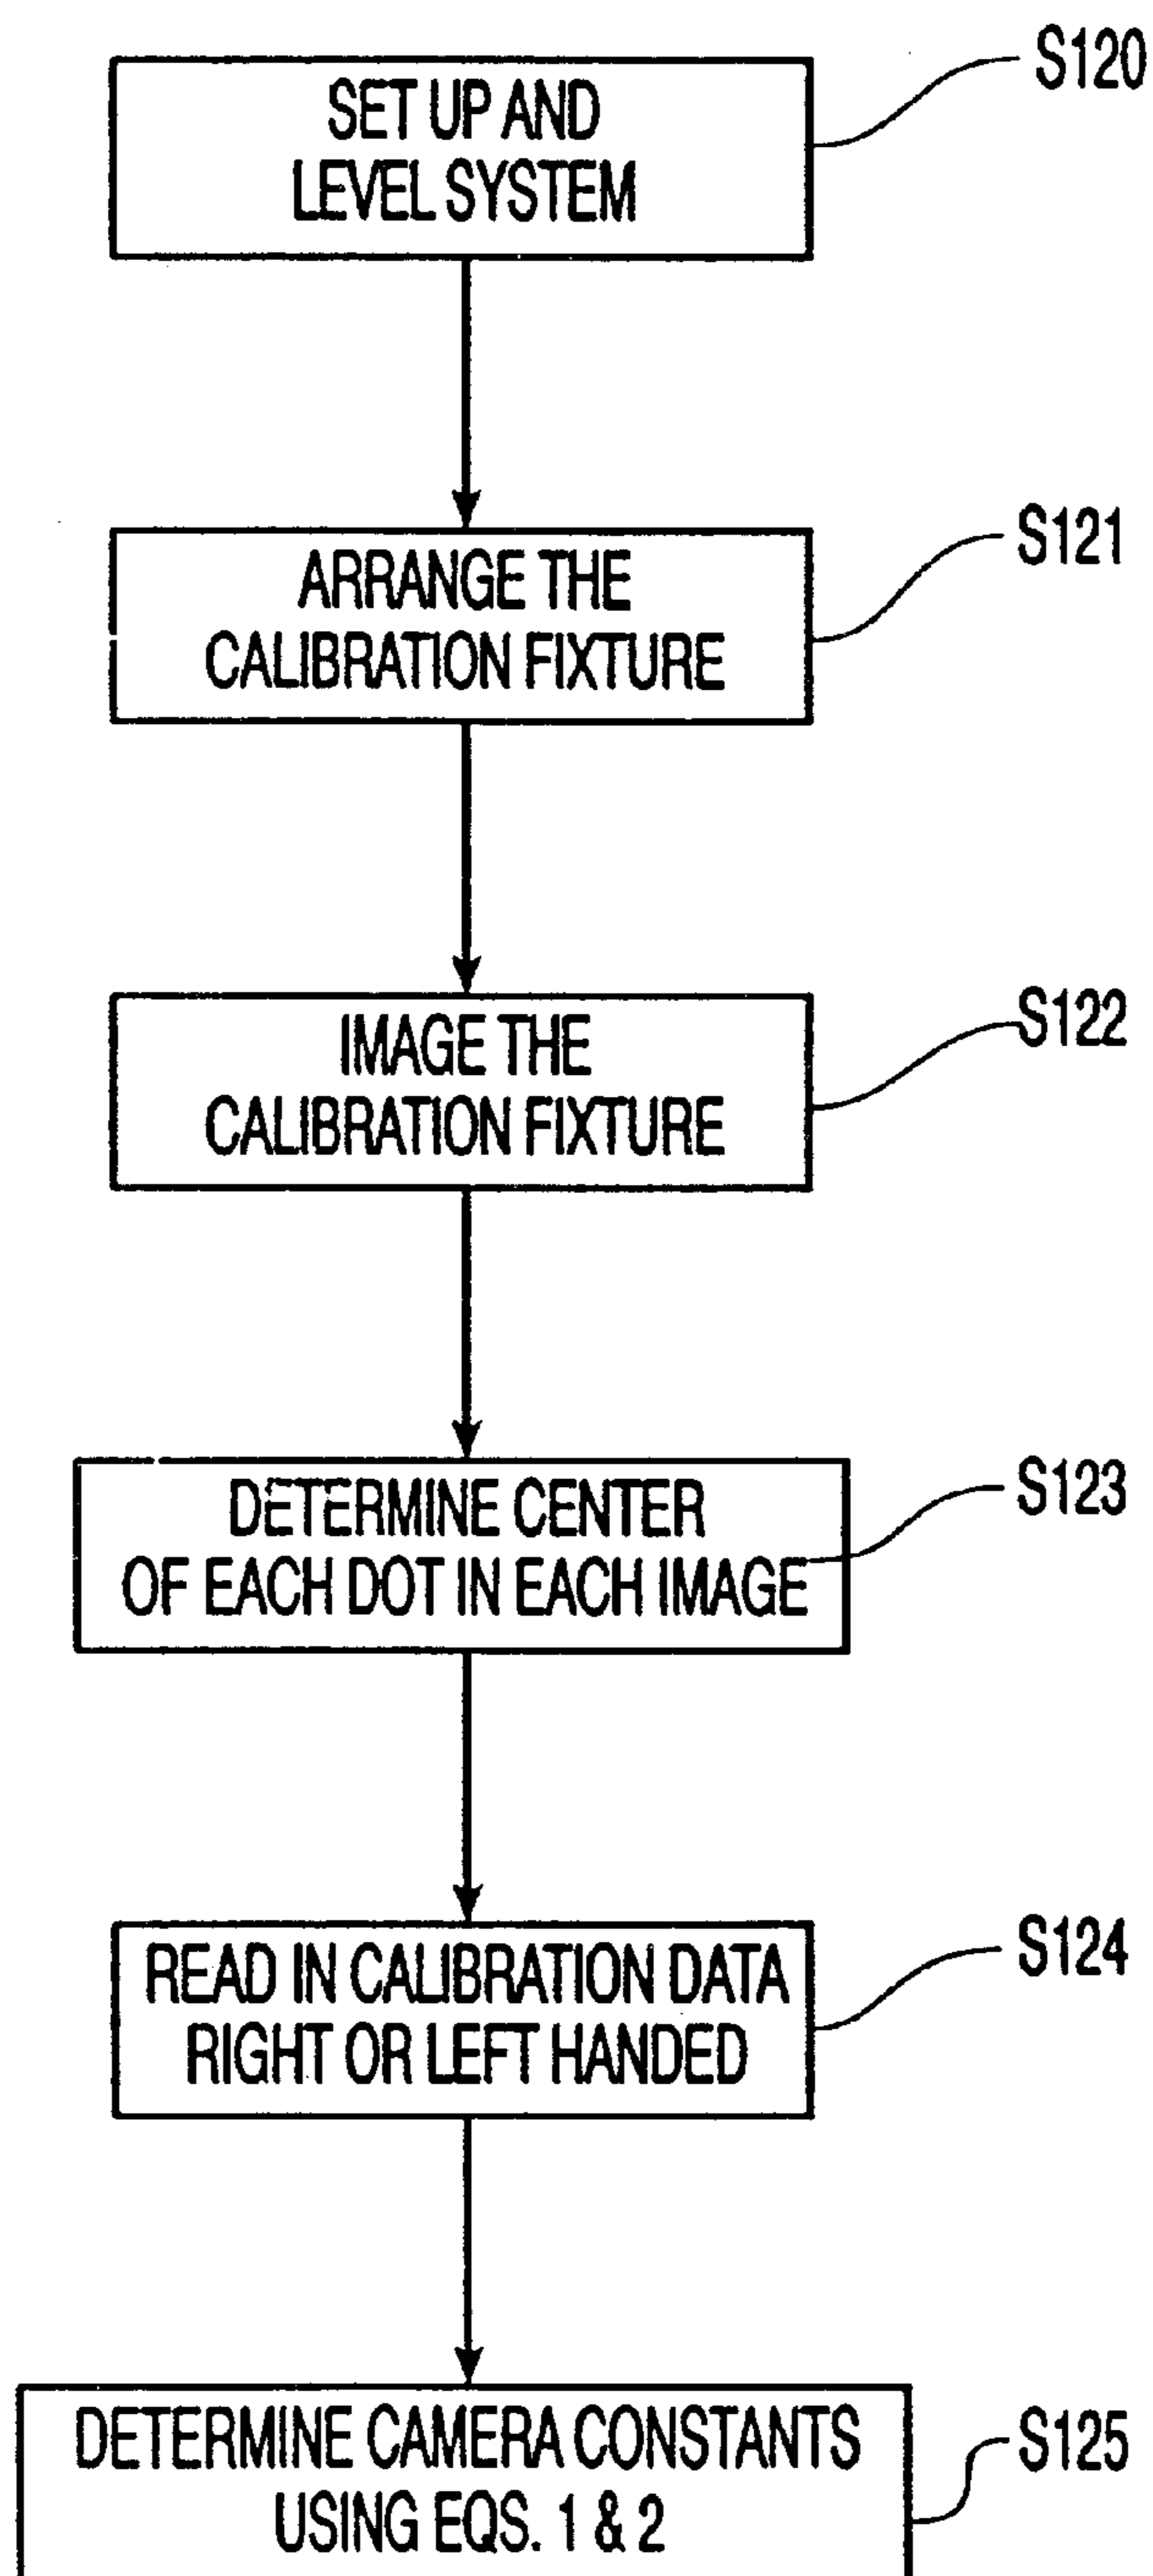 SET UP AND
LEVEL SYSTEM
S120
ARRANGE THE
CALIBRATION FIXTURE
S121
IMAGE THE
CALIBRATION FIXTURE
S122
DETERMINE CENTER
OF EACH DOT IN EACH IMAGE
S123
READ IN CALIBRATION DATA
RIGHT OR LEFT HANDED
S124
DETERMINE CAMERA CONSTANTS
USING EQS. 1 & 2
S125